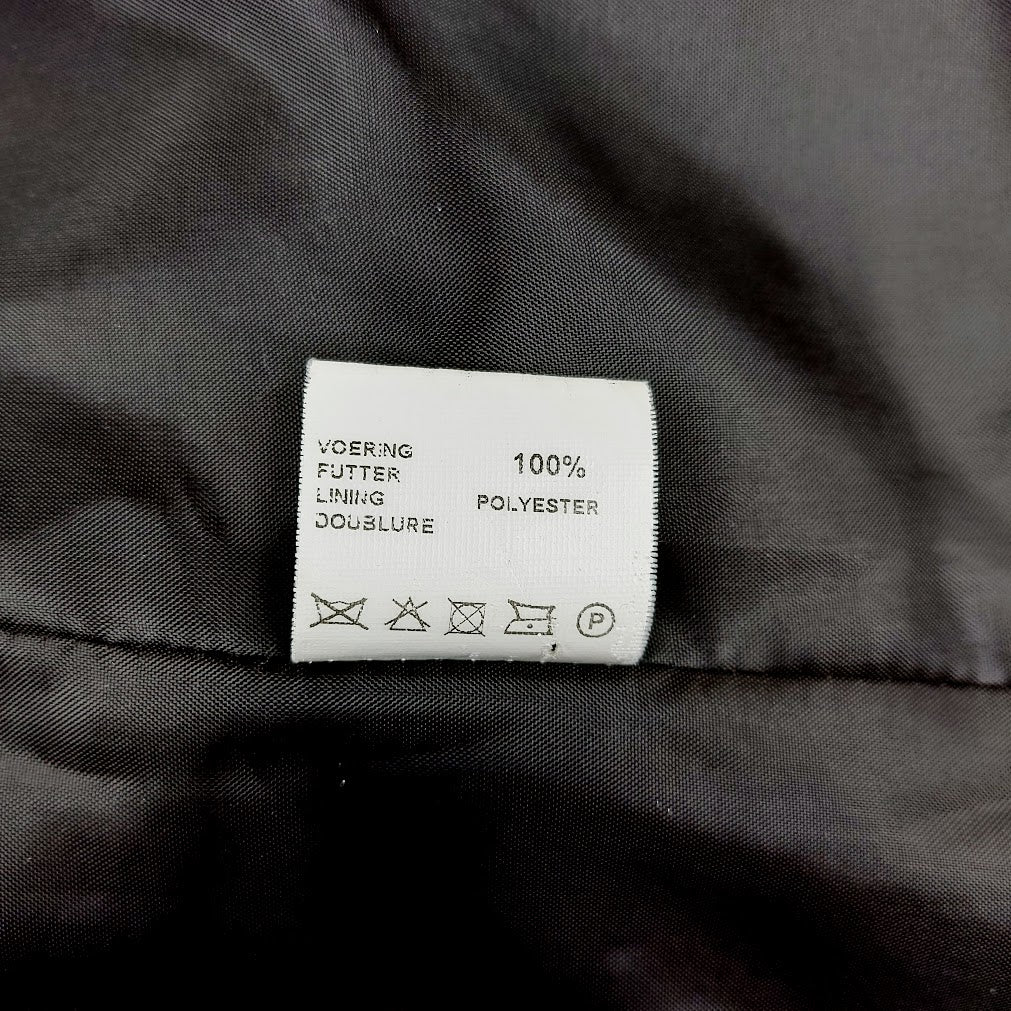 VOERING
FUTTER
LINING
DOUBLURE
100%
POLYESTER
P